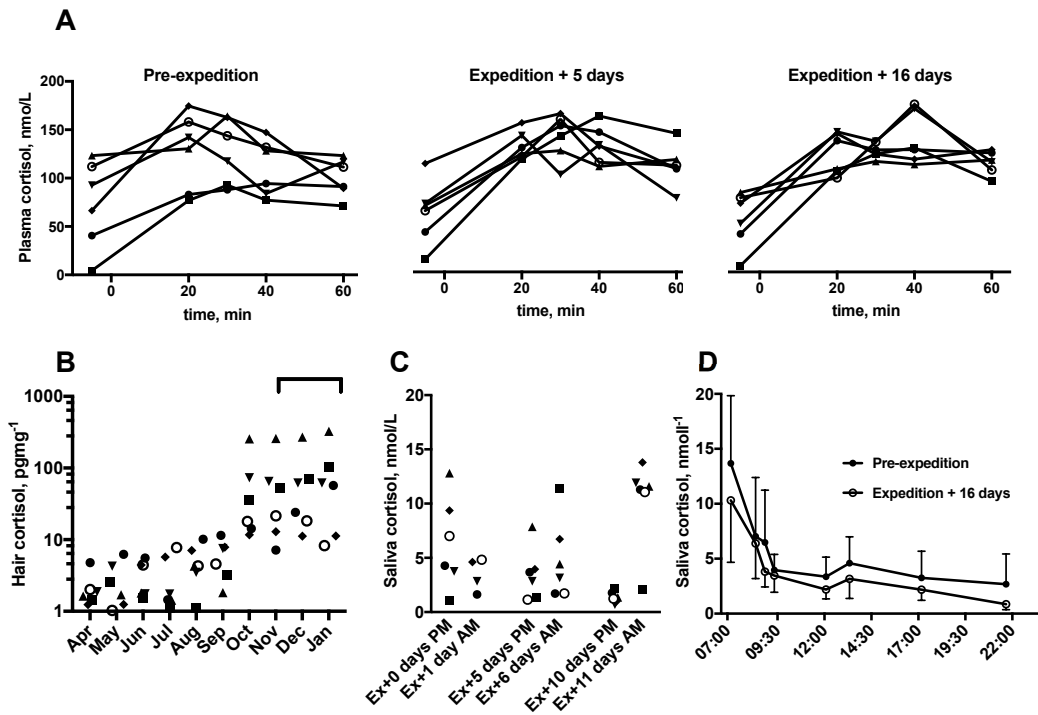 A
Pre-expedition
Expedition + 5 days
Expedition + 16 days
Plasma cortisol, nmo/L
200
150
100
50
0
0 20 40 60
0 20 40 60
0 20 40 60
time, min
time, min
time, min
B
Hair cortisol, pgmg-1
1000
100
10
1
Apr
May
Jun
Jul
Aug
Sep
Oct
Nov
Dec
Jan
C
Saliva cortisol, nmol/L
20
15
10
5
0
Ex+0 days PM
Ex+1 day AM
Ex+5 days PM
Ex+6 days AM
Ex+10 days PM
Ex+11 days AM
D
Saliva cortisol, nmoll-1
20
15
10
5
0
Pre-expedition
Expedition + 16 days
07:00
09:30
12:00
14:30
17:00
19:30
22:00